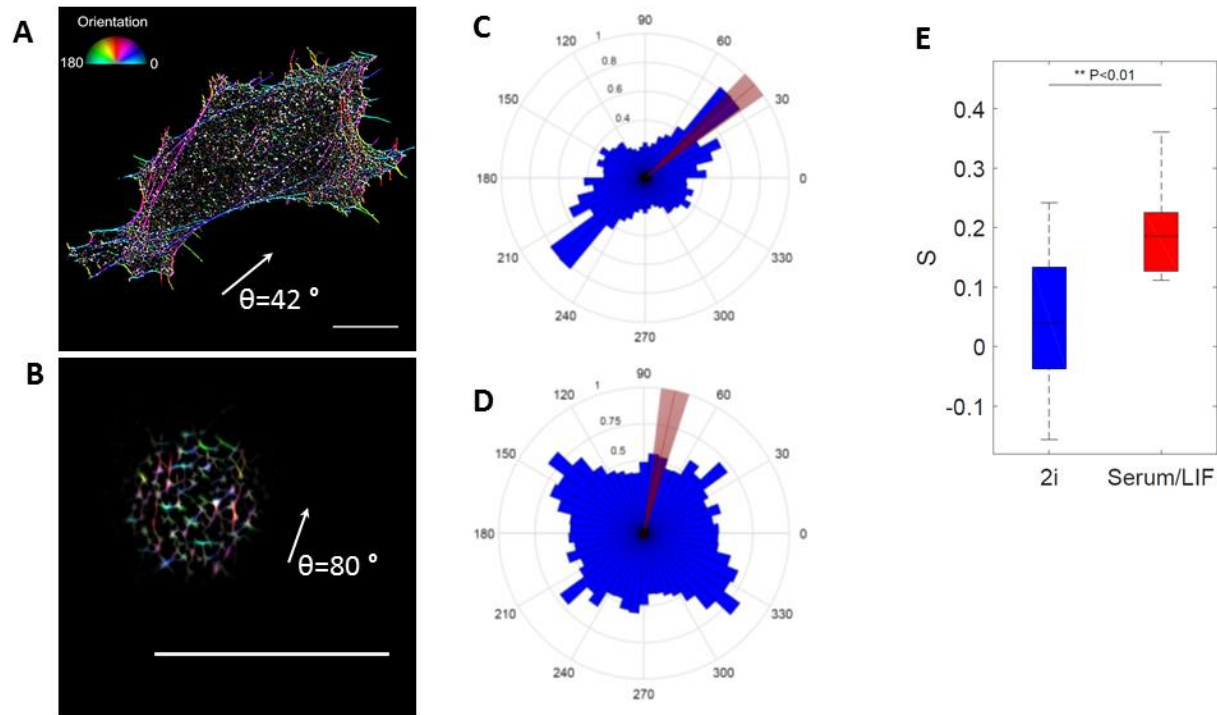 A
Orientation
180 0
θ=42 °
B
θ=80 °
C
90
120 60
1
0.8
0.6
0.4
150 30
180 0
210 330
240 300
270
D
90
120 60
1
0.75
0.5
150 30
180 0
210 330
240 300
270
E
** P<0.01
0.4
0.3
0.2
0.1
0
-0.1
S
2i Serum/LIF